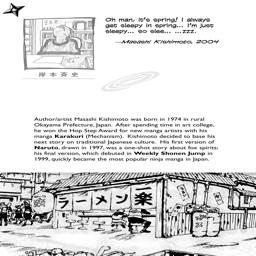 Oh man, it's spring! I always
get sleepy in spring. I'm just
sleepy... so slee... ...zzz.
—Masashi Kishimoto, 2004
岸本斉史
Author/artist Masashi Kishimoto was born in 1974 in rural
Okayama Prefecture, Japan. After spending time in art college,
he won the Hop Step Award for new manga artists with his
manga Karakuri (Mechanism). Kishimoto decided to base his
next story on traditional Japanese culture. His first version of
Naruto, drawn in 1997, was a one-shot story about fox spirits;
his final version, which debuted in Weekly Shonen Jump in
1999, quickly became the most popular ninja manga in Japan.
ラーメン 楽